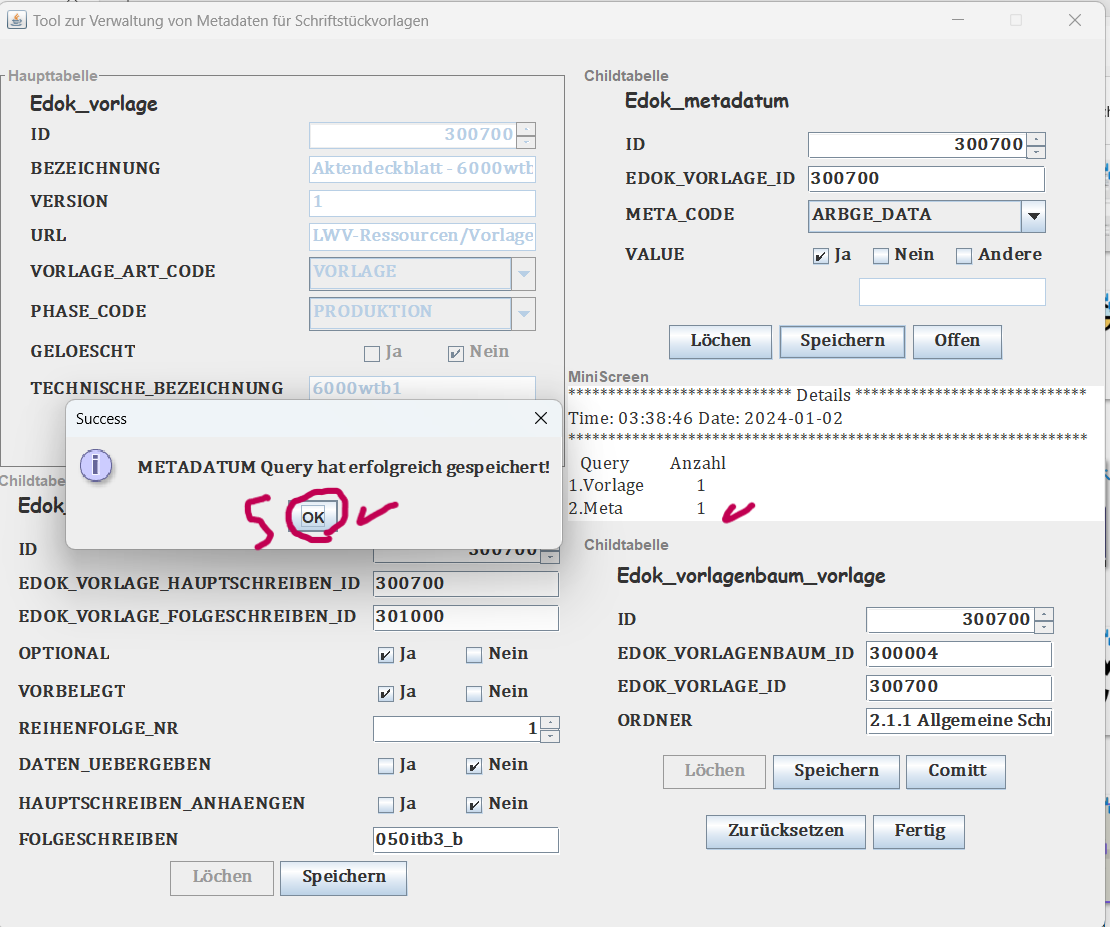 Tool zur Verwaltung von Metadaten für Schriftstückvorlagen
Haupttabelle
Edok_vorlage
ID 300700
BEZEICHNUNG Aktendeckblatt - 6000wtb
VERSION 1
URL LWV-Ressourcen/Vorlage
VORLAGE_ART_CODE VORLAGE
PHASE_CODE PRODUKTION
GELOESCHT Ja Nein
TECHNISCHE_BEZEICHNUNG 6000wtb1
Childtabelle
Edok_metadatum
ID 300700
EDOK_VORLAGE_ID 300700
META_CODE ARBGE_DATA
VALUE Ja Nein Andere
Löchen Speichern Offen
MiniScreen
**************************** Details *****************************
Time: 03:38:46 Date: 2024-01-02
*****************************************************************
Query Anzahl
1.Vorlage 1
2.Meta 1
Success
METADATUM Query hat erfolgreich gespeichert!
5 OK
Childtabe
Edo
ID 300700
EDOK_VORLAGE_HAUPTSCHREIBEN_ID 300700
EDOK_VORLAGE_FOLGESCHREIBEN_ID 301000
OPTIONAL Ja Nein
VORBELEGT Ja Nein
REIHENFOLGE_NR 1
DATEN_UEBERGEBEN Ja Nein
HAUPTSCHREIBEN_ANHAENGEN Ja Nein
FOLGESCHREIBEN 050itb3_b
Löchen Speichern
Childtabelle
Edok_vorlagenbaum_vorlage
ID 300700
EDOK_VORLAGENBAUM_ID 300004
EDOK_VORLAGE_ID 300700
ORDNER 2.1.1 Allgemeine Schr
Löchen Speichern Comitt
Zurücksetzen Fertig